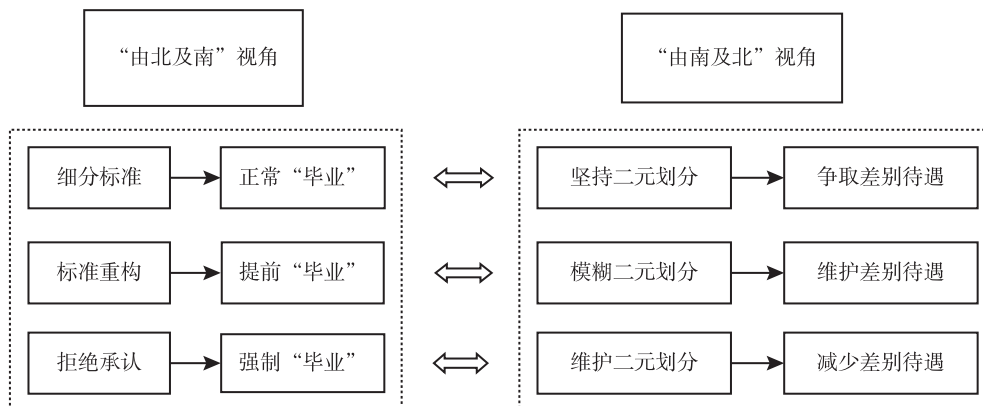 “由北及南”视角
“由南及北”视角
细分标准
正常“毕业”
坚持二元划分
争取差别待遇
标准重构
提前“毕业”
模糊二元划分
维护差别待遇
拒绝承认
强制“毕业”
维护二元划分
减少差别待遇